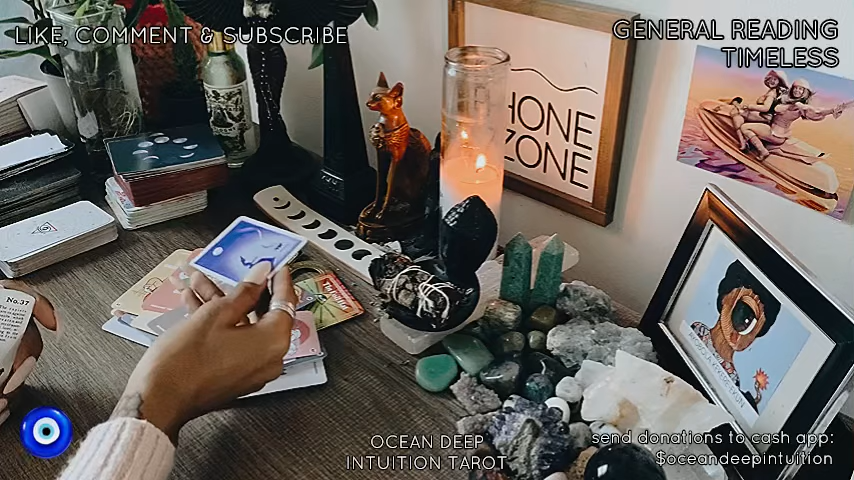 LIKE, COMMENT & SUBSCRIBE
GENERAL READING
TIMELESS
HONE
ZONE
No.37
OCEAN DEEP
INTUITION TAROT
send donations to cash app:
$oceandeepintuition